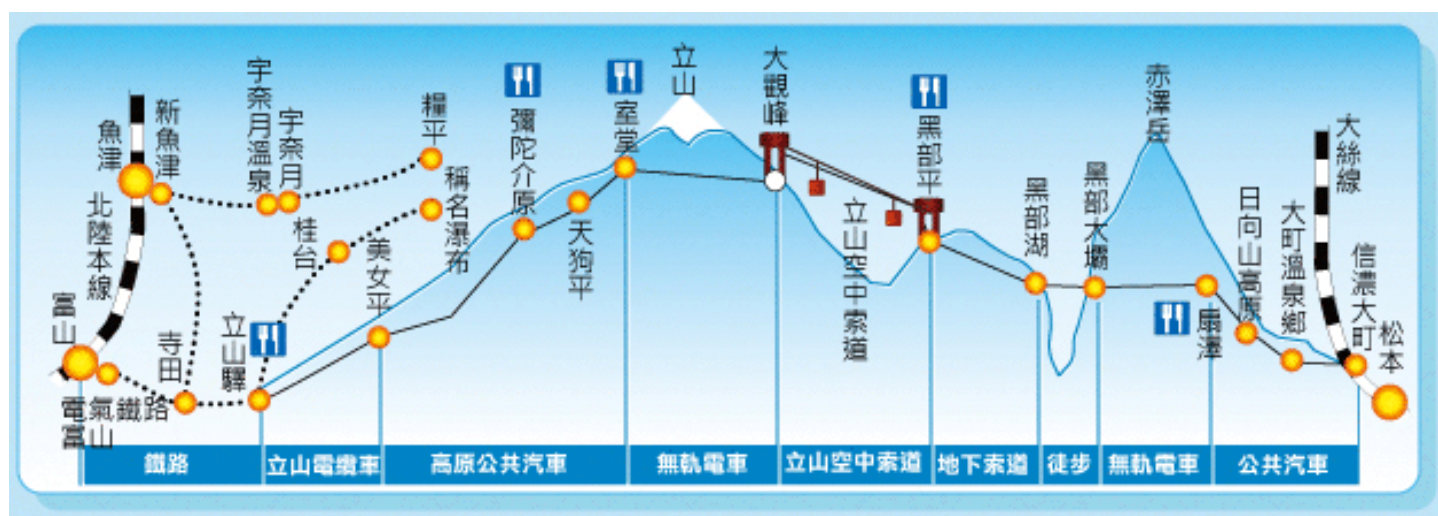 魚津
新魚津
宇奈月溫泉
宇奈月
糧平
稱名瀑布
桂台
美女平
彌陀介原
天狗平
室堂
立山
大觀峰
立山空中索道
黑部平
黑部湖
黑部大壩
赤澤岳
扇澤
日向山高原
大町溫泉鄉
大絲線
信濃大町
松本
北陸本線
富山
寺田
立山驛
電氣鐵路
富山
鐵路
立山電纜車
高原公共汽車
無軌電車
立山空中索道
地下索道
徒步
無軌電車
公共汽車